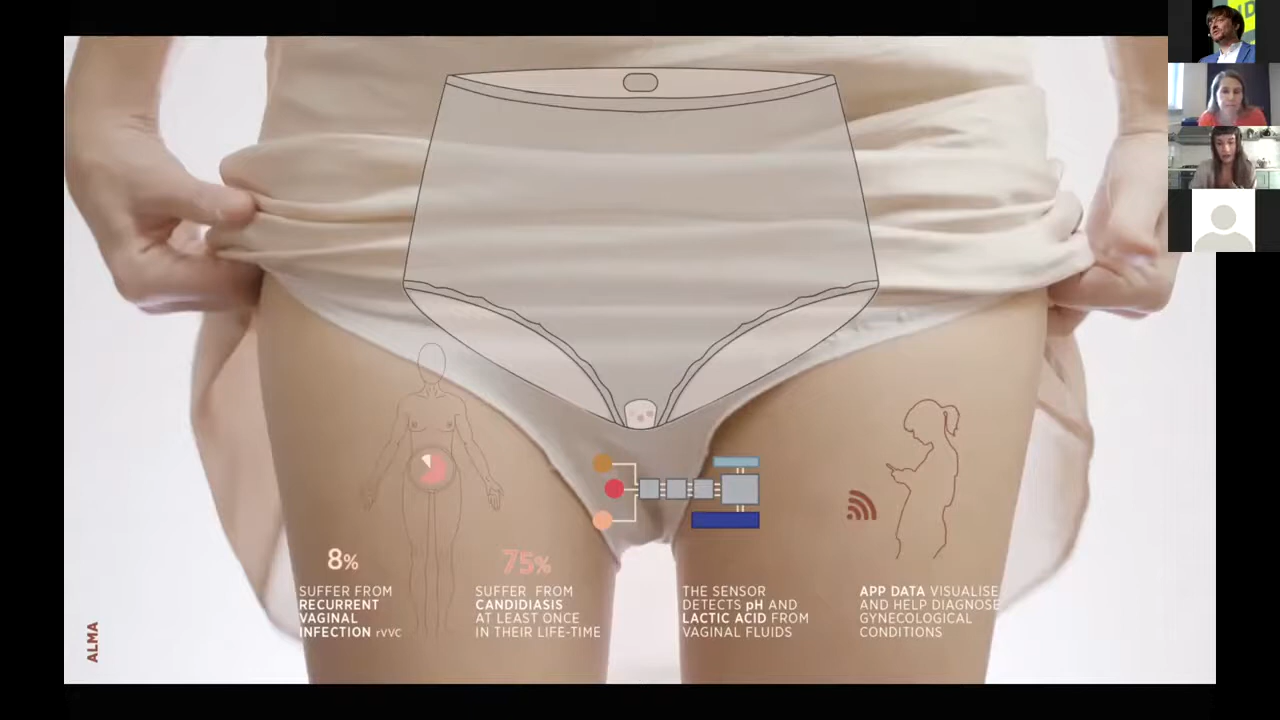 8%
SUFFER FROM
RECURRENT
VAGINAL
INFECTION rVVC
75%
SUFFER FROM
CANDIDIASIS
AT LEAST ONCE
IN THEIR LIFE-TIME
THE SENSOR
DETECTS pH AND
LACTIC ACID FROM
VAGINAL FLUIDS
APP DATA VISUALISE
AND HELP DIAGNOSE
GYNECOLOGICAL
CONDITIONS
ALMA